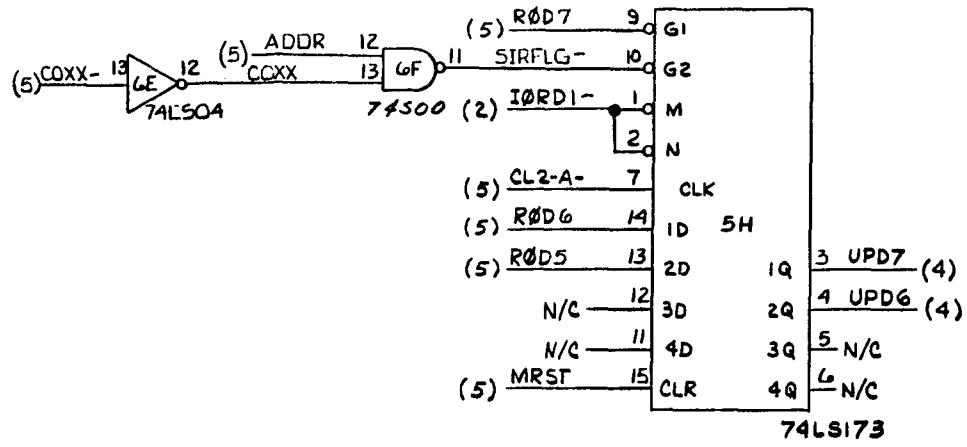 (5) RØD7 9 G1
(5) ADDR 12 6F 11 SIRFLG- 10 G2
(5) COXX- 13 6E 12 COXX 13
74LS04 74S00
(2) IØRD1- 1 M
2 N
(5) CL2-A- 7 CLK
(5) RØD6 14 1D 5H
(5) RØD5 13 2D 1Q 3 UPD7 (4)
N/C 12 3D 2Q 4 UPD6 (4)
N/C 11 4D 3Q 5 N/C
(5) MRST 15 CLR 4Q 6 N/C
74LS173